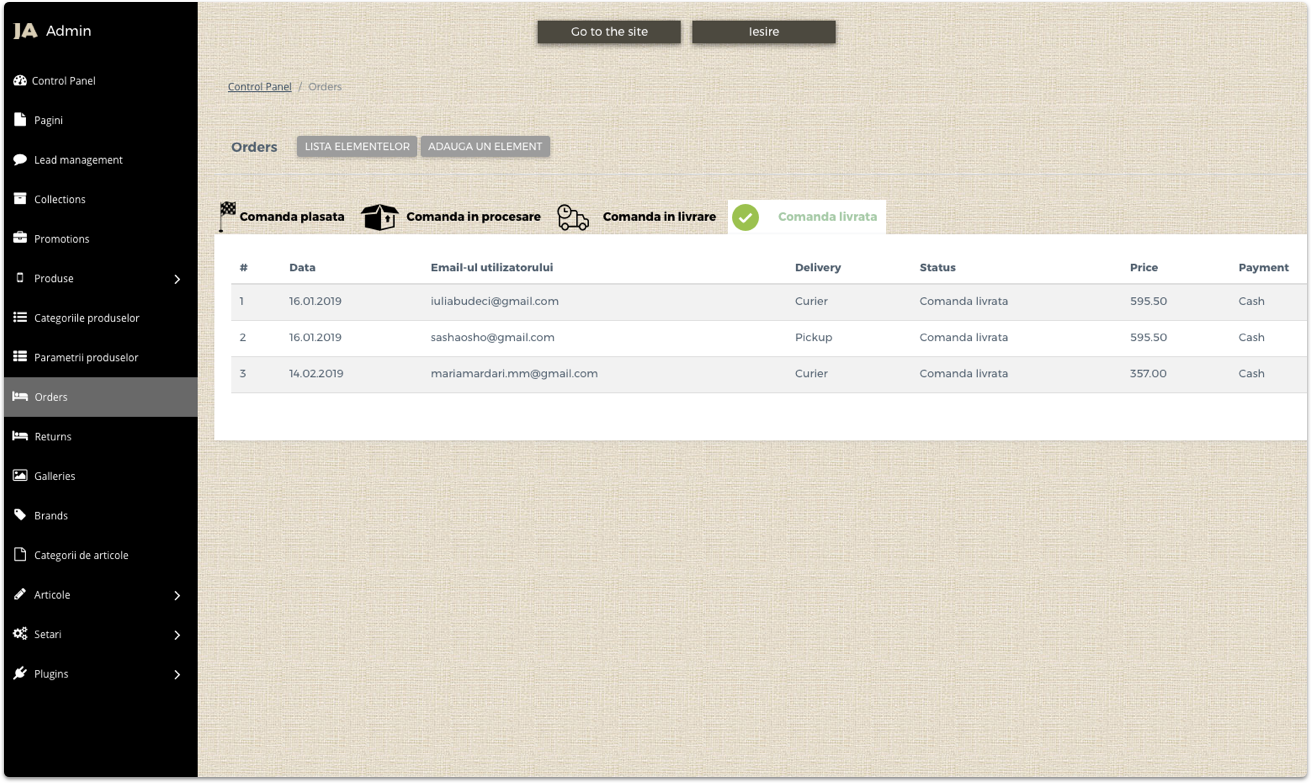 JA Admin
Go to the site
Iesire
Control Panel
Pagini
Lead management
Collections
Promotions
Produse
Categoriile produselor
Parametrii produselor
Orders
Returns
Galleries
Brands
Categorii de articole
Articole
Setari
Plugins
Control Panel / Orders
Orders LISTA ELEMENTELOR ADAUGA UN ELEMENT
Comanda plasata Comanda in procesare Comanda in livrare Comanda livrata
# Data Email-ul utilizatorului Delivery Status Price Payment
1 16.01.2019 iuliabudeci@gmail.com Curier Comanda livrata 595.50 Cash
2 16.01.2019 sashaosho@gmail.com Pickup Comanda livrata 595.50 Cash
3 14.02.2019 mariamardari.mm@gmail.com Curier Comanda livrata 357.00 Cash